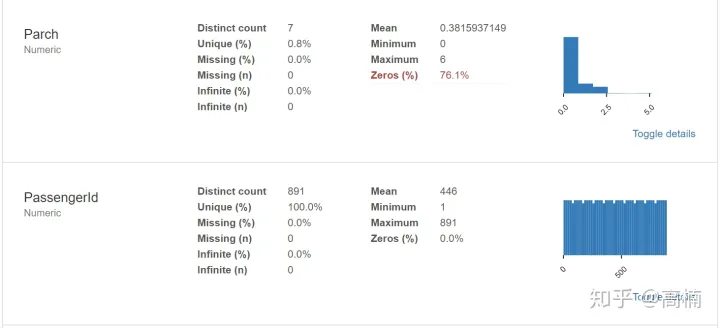 Parch
Numeric
Distinct count 7
Unique (%) 0.8%
Missing (%) 0.0%
Missing (n) 0
Infinite (%) 0.0%
Infinite (n) 0
Mean 0.3815937149
Minimum 0
Maximum 6
Zeros (%) 76.1%
0.0 2.5 5.0
Toggle details
PassengerId
Numeric
Distinct count 891
Unique (%) 100.0%
Missing (%) 0.0%
Missing (n) 0
Infinite (%) 0.0%
Infinite (n) 0
Mean 446
Minimum 1
Maximum 891
Zeros (%) 0.0%
0 500
Toggle details
知乎 @高楠